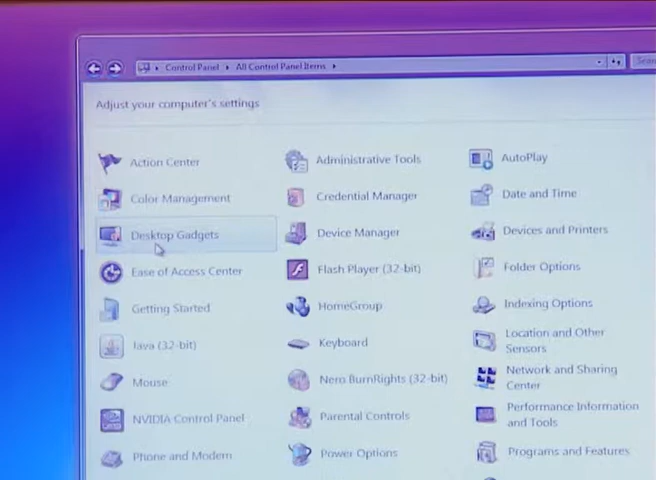 Control Panel ▸ All Control Panel Items ▸
Sear
Adjust your computer's settings
Action Center
Administrative Tools
AutoPlay
Color Management
Credential Manager
Date and Time
Desktop Gadgets
Device Manager
Devices and Printers
Ease of Access Center
Flash Player (32-bit)
Folder Options
Getting Started
HomeGroup
Indexing Options
Java (32-bit)
Keyboard
Location and Other
Sensors
Mouse
Nero BurnRights (32-bit)
Network and Sharing
Center
NVIDIA Control Panel
Parental Controls
Performance Information
and Tools
Phone and Modem
Power Options
Programs and Features